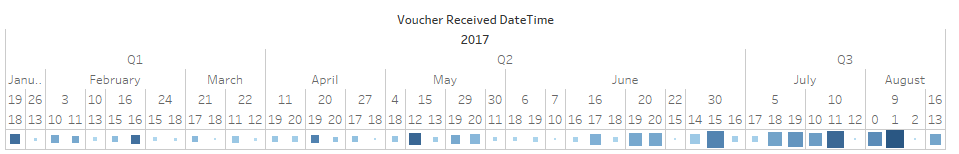 Voucher Received DateTime
2017
Q1 Q2 Q3
Janu.. February March April May June July August
19 26 3 10 16 24 21 22 11 20 27 4 15 29 30 6 7 16 20 22 30 5 10 9 16
18 13 10 11 13 15 16 15 18 17 18 11 12 19 20 18 19 20 17 18 18 12 13 19 20 11 18 19 16 17 18 19 20 15 14 15 16 17 18 19 10 11 12 0 1 2 13